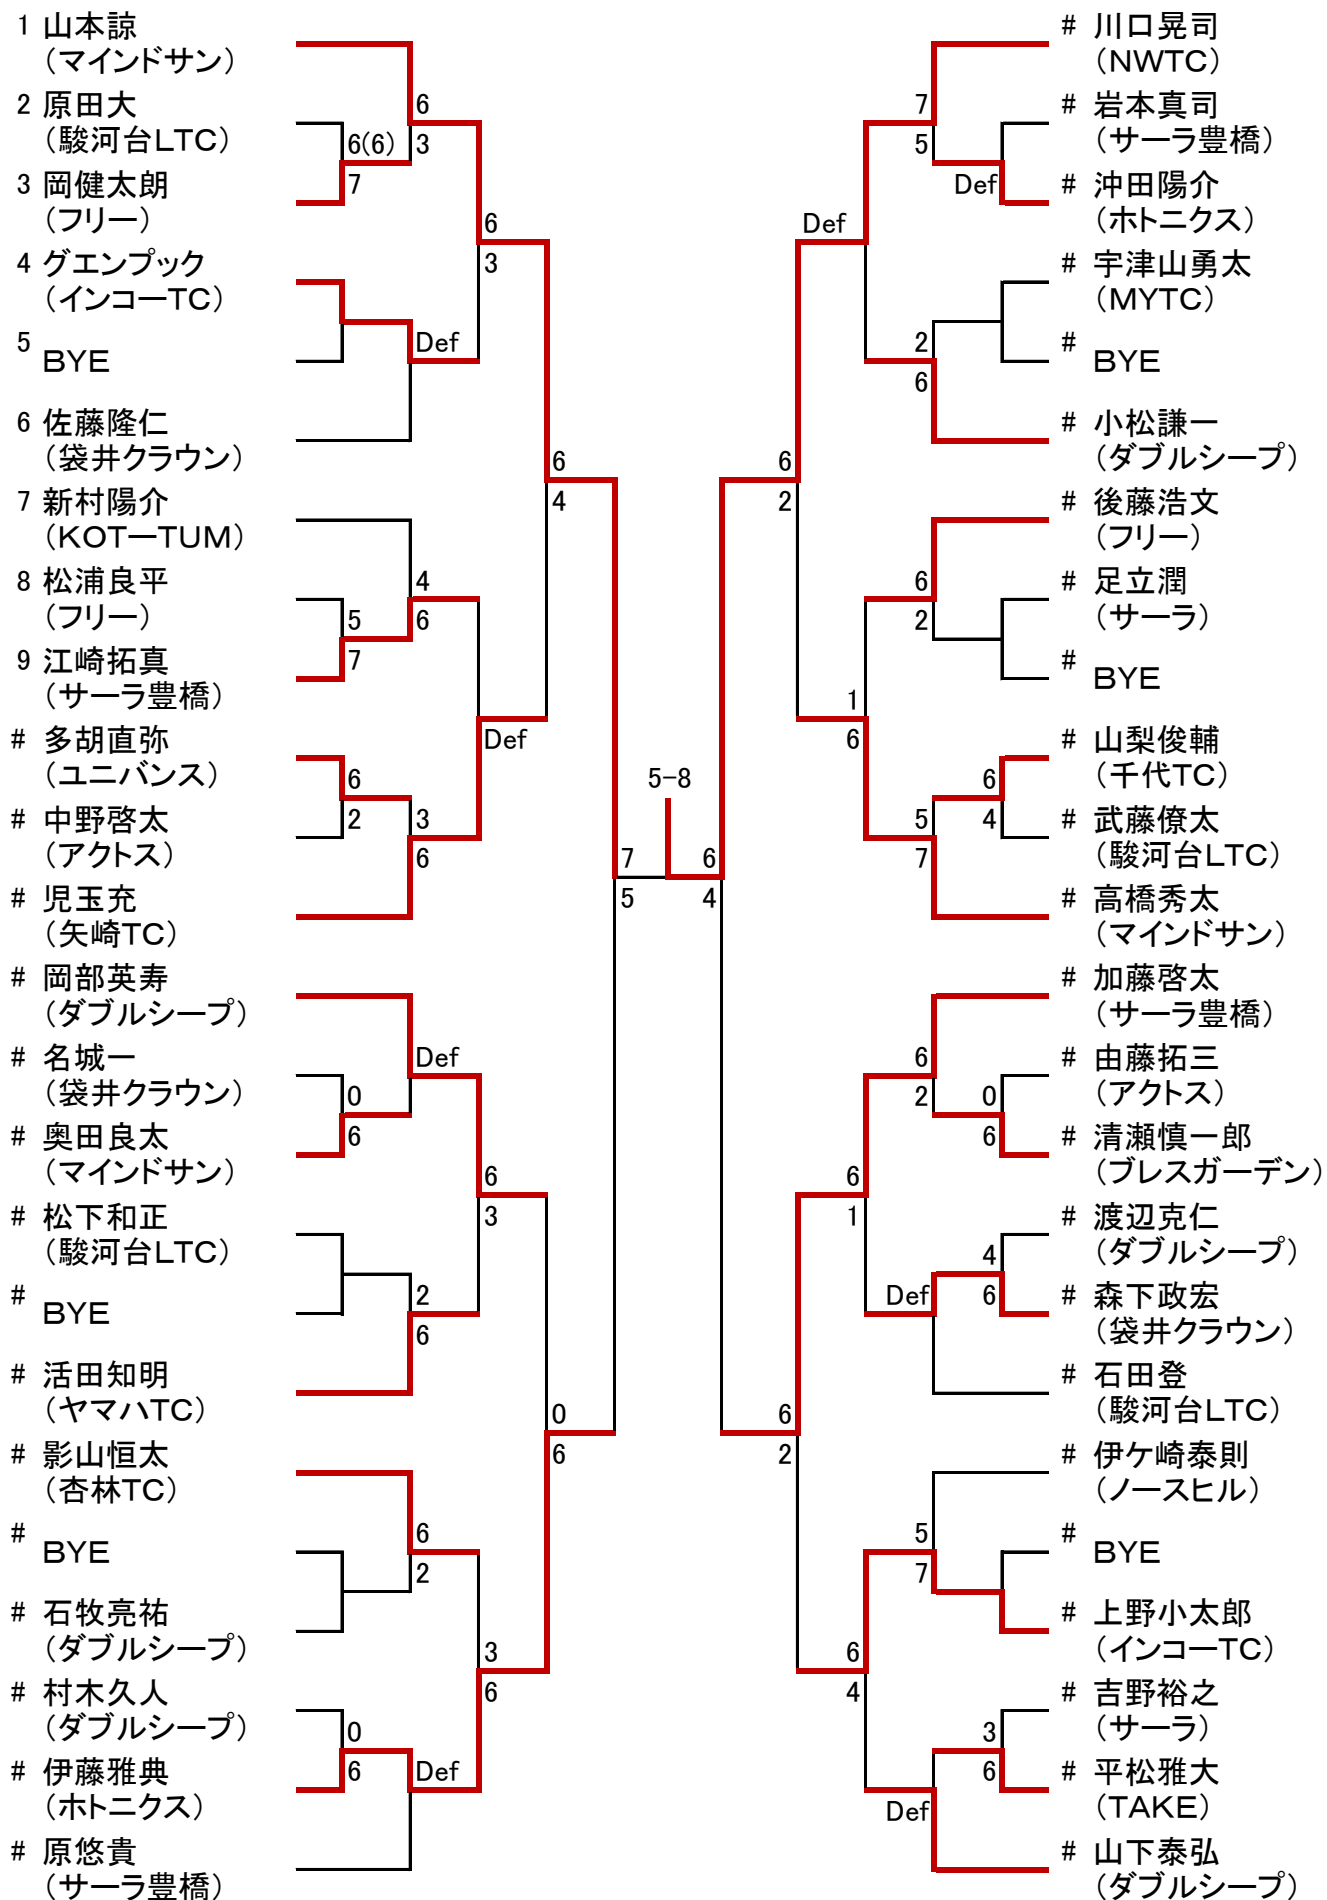 1 山本諒
（マインドサン）
2 原田大
（駿河台LTC）
3 岡健太朗
（フリー）
4 グエンプック
（インコーTC）
5 BYE
6 佐藤隆仁
（袋井クラウン）
7 新村陽介
（KOTーTUM）
8 松浦良平
（フリー）
9 江崎拓真
（サーラ豊橋）
# 多胡直弥
（ユニバンス）
# 中野啓太
（アクトス）
# 児玉充
（矢崎TC）
# 岡部英寿
（ダブルシープ）
# 名城一
（袋井クラウン）
# 奥田良太
（マインドサン）
# 松下和正
（駿河台LTC）
# BYE
# 活田知明
（ヤマハTC）
# 影山恒太
（杏林TC）
# BYE
# 石牧亮祐
（ダブルシープ）
# 村木久人
（ダブルシープ）
# 伊藤雅典
（ホトニクス）
# 原悠貴
（サーラ豊橋）
6(6)
7
5
7
6
2
0
6
0
6
6
3
Def
4
6
3
6
Def
2
6
6
2
Def
6
3
Def
6
3
3
6
6
4
0
6
7
5
5-8
6
4
6
2
6
2
Def
1
6
6
1
6
4
7
5
2
6
6
2
5
7
6
2
Def
5
7
Def
Def
6
4
0
6
4
6
3
6
# 川口晃司
（NWTC）
# 岩本真司
（サーラ豊橋）
# 沖田陽介
（ホトニクス）
# 宇津山勇太
（MYTC）
# BYE
# 小松謙一
（ダブルシープ）
# 後藤浩文
（フリー）
# 足立潤
（サーラ）
# BYE
# 山梨俊輔
（千代TC）
# 武藤僚太
（駿河台LTC）
# 高橋秀太
（マインドサン）
# 加藤啓太
（サーラ豊橋）
# 由藤拓三
（アクトス）
# 清瀬慎一郎
（ブレスガーデン）
# 渡辺克仁
（ダブルシープ）
# 森下政宏
（袋井クラウン）
# 石田登
（駿河台LTC）
# 伊ケ崎泰則
（ノースヒル）
# BYE
# 上野小太郎
（インコーTC）
# 吉野裕之
（サーラ）
# 平松雅大
（TAKE）
# 山下泰弘
（ダブルシープ）